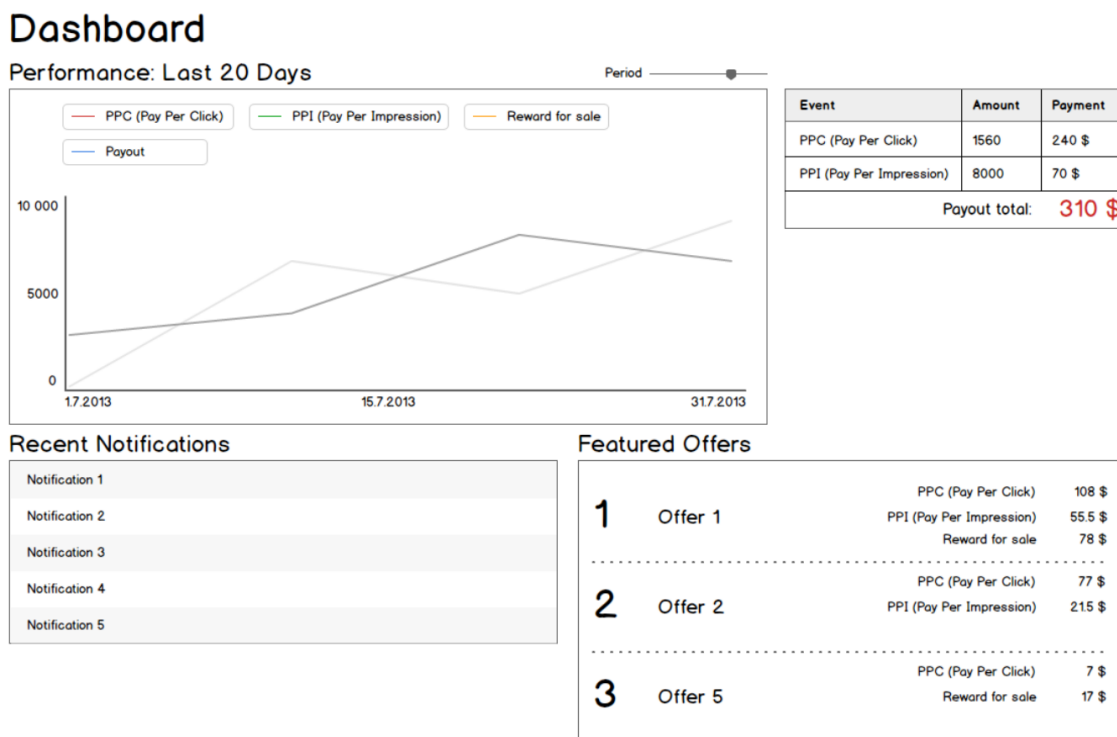 Dashboard
Performance: Last 20 Days
Period
PPC (Pay Per Click)
PPI (Pay Per Impression)
Reward for sale
Payout
10 000
5000
0
1.7.2013
15.7.2013
31.7.2013
Event Amount Payment
PPC (Pay Per Click) 1560 240 $
PPI (Pay Per Impression) 8000 70 $
Payout total: 310 $
Recent Notifications
Notification 1
Notification 2
Notification 3
Notification 4
Notification 5
Featured Offers
1 Offer 1
PPC (Pay Per Click) 108 $
PPI (Pay Per Impression) 55.5 $
Reward for sale 78 $
2 Offer 2
PPC (Pay Per Click) 77 $
PPI (Pay Per Impression) 21.5 $
3 Offer 5
PPC (Pay Per Click) 7 $
Reward for sale 17 $